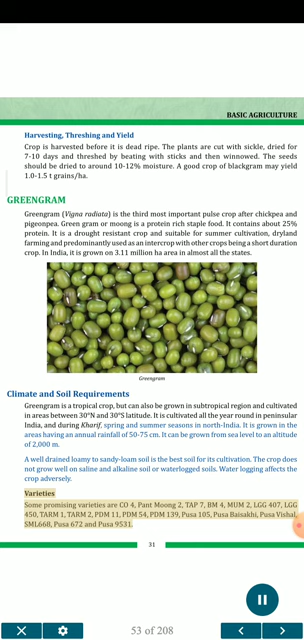 BASIC AGRICULTURE
Harvesting, Threshing and Yield
Crop is harvested before it is dead ripe. The plants are cut with sickle, dried for
7-10 days and threshed by beating with sticks and then winnowed. The seeds
should be dried to around 10-12% moisture. A good crop of blackgram may yield
1.0-1.5 t grains/ha.
GREENGRAM
Greengram (Vigna radiata) is the third most important pulse crop after chickpea and
pigeonpea. Green gram or moong is a protein rich staple food. It contains about 25%
protein. It is a drought resistant crop and suitable for summer cultivation, dryland
farming and predominantly used as an intercrop with other crops being a short duration
crop. In India, it is grown on 3.11 million ha area in almost all the states.
Greengram
Climate and Soil Requirements
Greengram is a tropical crop, but can also be grown in subtropical region and cultivated
in areas between 30°N and 30°S latitude. It is cultivated all the year round in peninsular
India, and during Kharif, spring and summer seasons in north-India. It is grown in the
areas having an annual rainfall of 50-75 cm. It can be grown from sea level to an altitude
of 2,000 m.
A well drained loamy to sandy-loam soil is the best soil for its cultivation. The crop
does not grow well on saline and alkaline soil or waterlogged soils. Water logging affects
the crop adversely.
Varieties
Some promising varieties are CO 4, Pant Moong 2, TAP 7, BM 4, MUM 2, LGG 407, LGG
450, TARM 1, TARM 2, PDM 11, PDM 54, PDM 139, Pusa 105, Pusa Baisakhi, Pusa Vishal,
SML668, Pusa 672 and Pusa 9531.
31
53 of 208